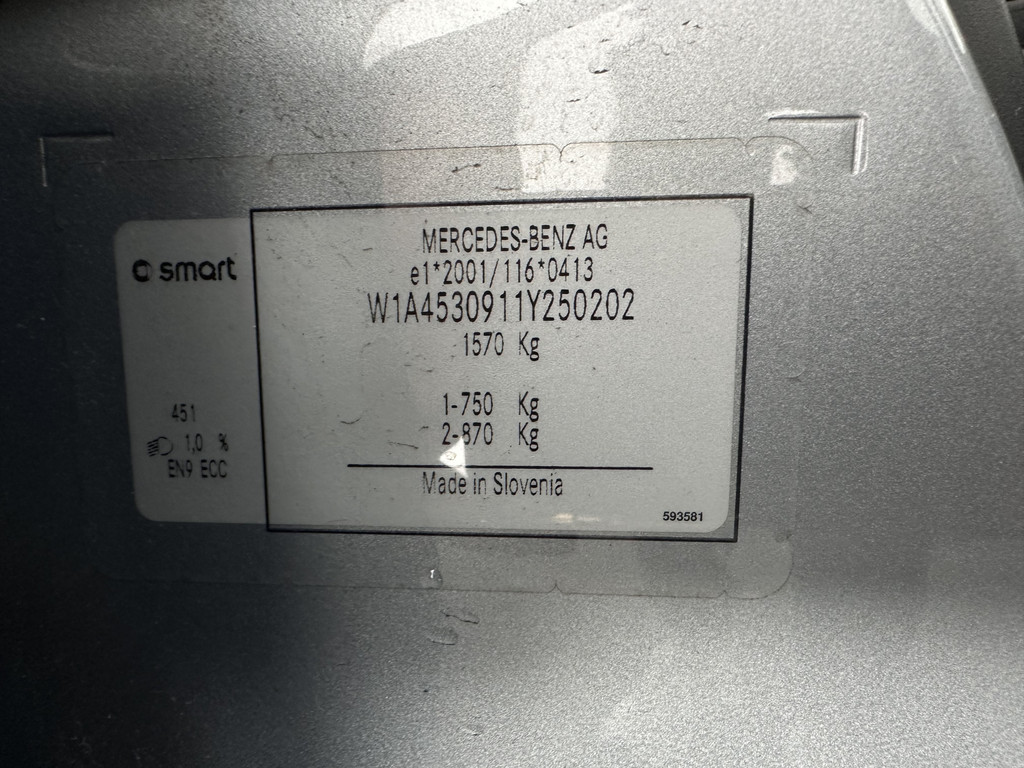 smart
451
1,0 %
EN9 ECC
MERCEDES-BENZ AG
e1*2001/116*0413
W1A4530911Y250202
1570 Kg
1-750 Kg
2-870 Kg
Made in Slovenia
593581